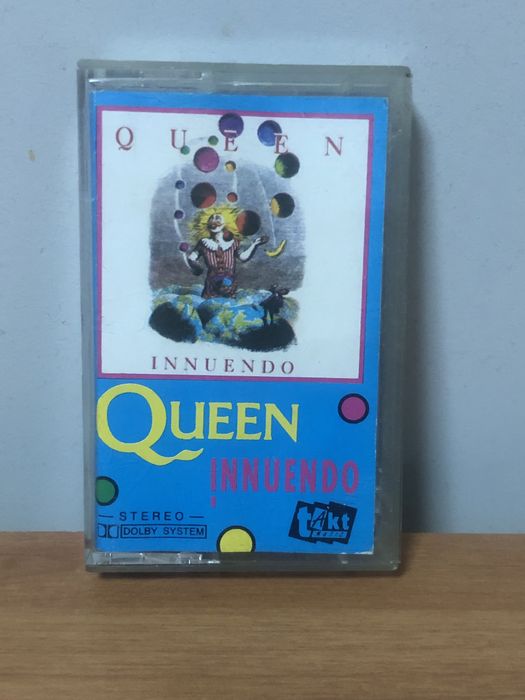 QUEEN
INNUENDO
QUEEN
INNUENDO
STEREO
DOLBY SYSTEM
takt